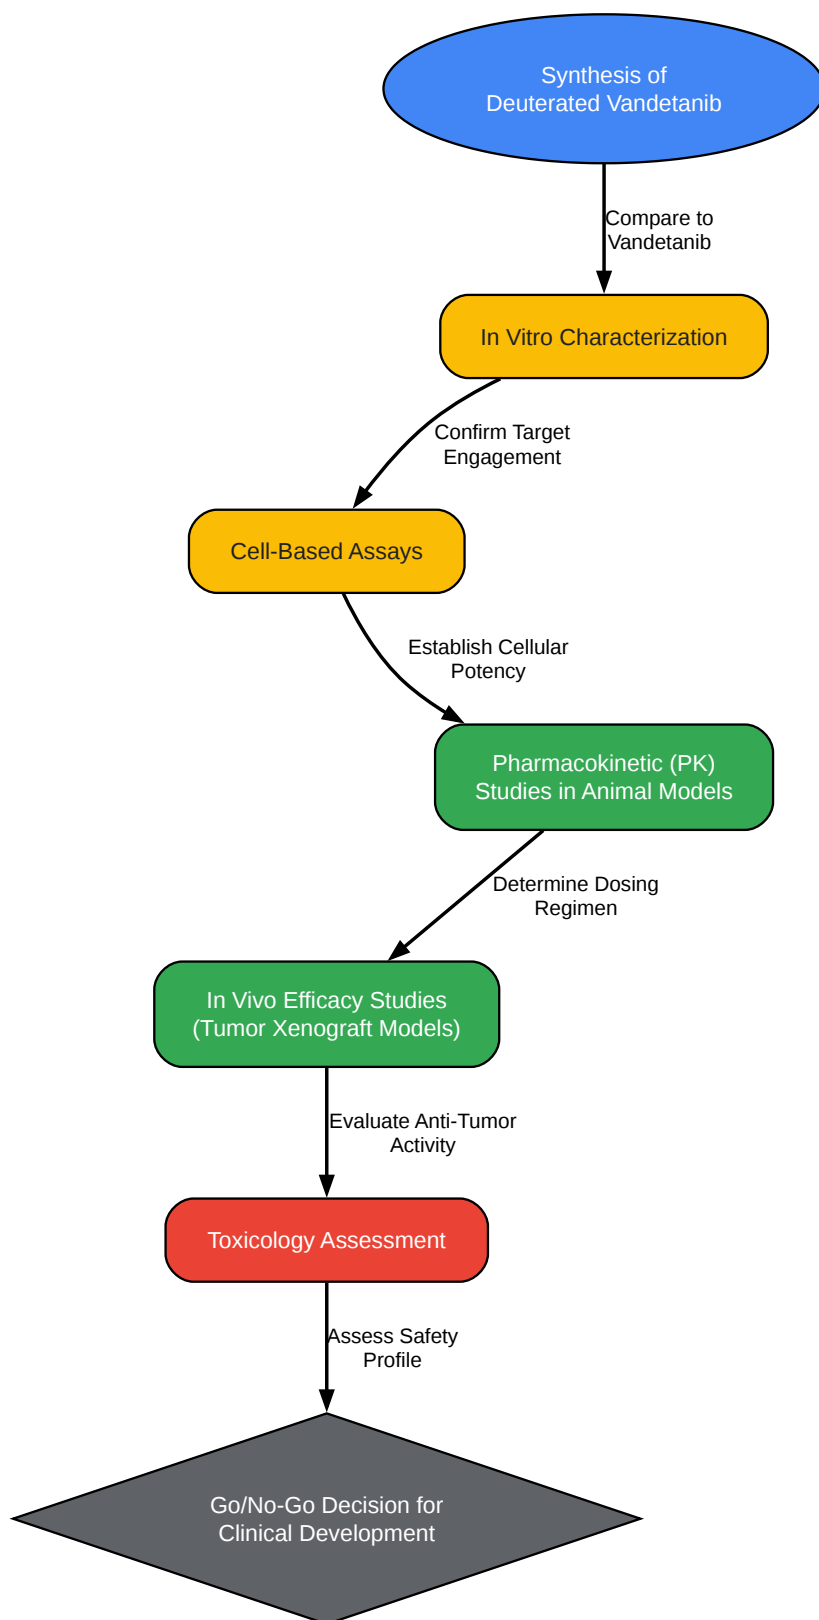 Synthesis of
Deuterated Vandetanib
Compare to
Vandetanib
In Vitro Characterization
Confirm Target
Engagement
Cell-Based Assays
Establish Cellular
Potency
Pharmacokinetic (PK)
Studies in Animal Models
Determine Dosing
Regimen
In Vivo Efficacy Studies
(Tumor Xenograft Models)
Evaluate Anti-Tumor
Activity
Toxicology Assessment
Assess Safety
Profile
Go/No-Go Decision for
Clinical Development